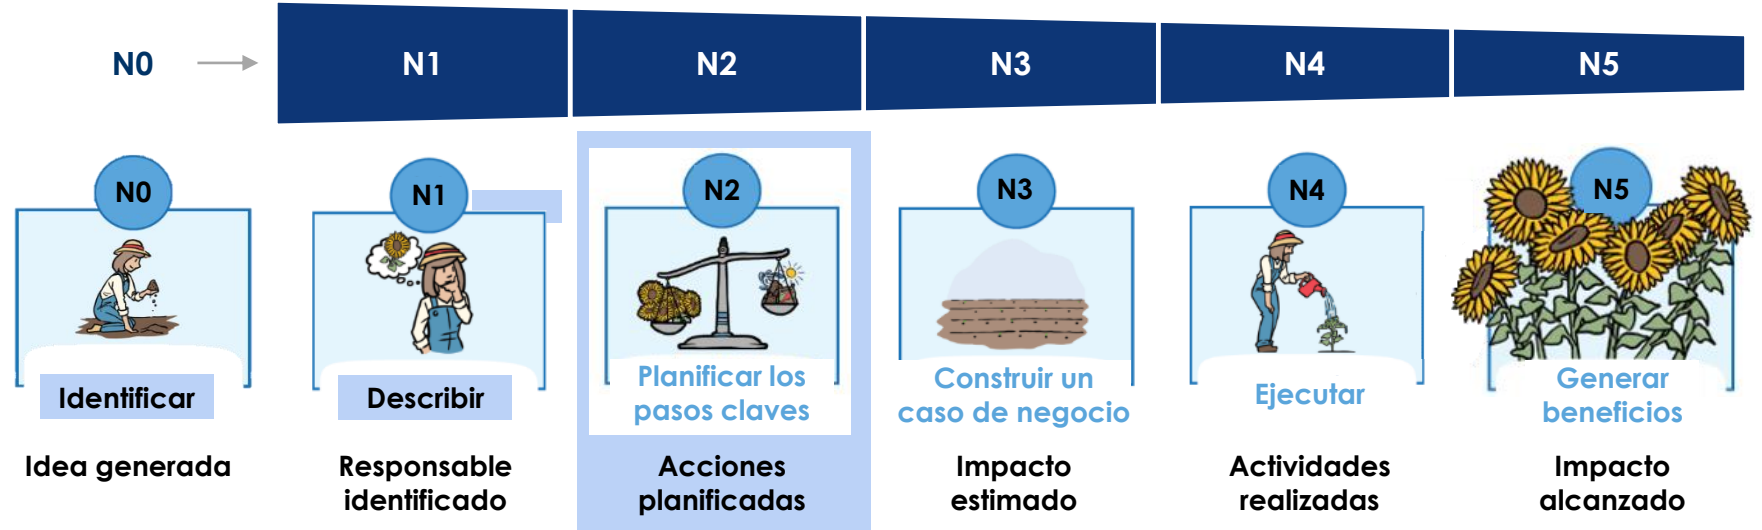 N0 N1 N2 N3 N4 N5
N0 N1 N2 N3 N4 N5
Identificar
Describir
Planificar los
pasos claves
Construir un
caso de negocio
Ejecutar
Generar
beneficios
Idea generada
Responsable
identificado
Acciones
planificadas
Impacto
estimado
Actividades
realizadas
Impacto
alcanzado